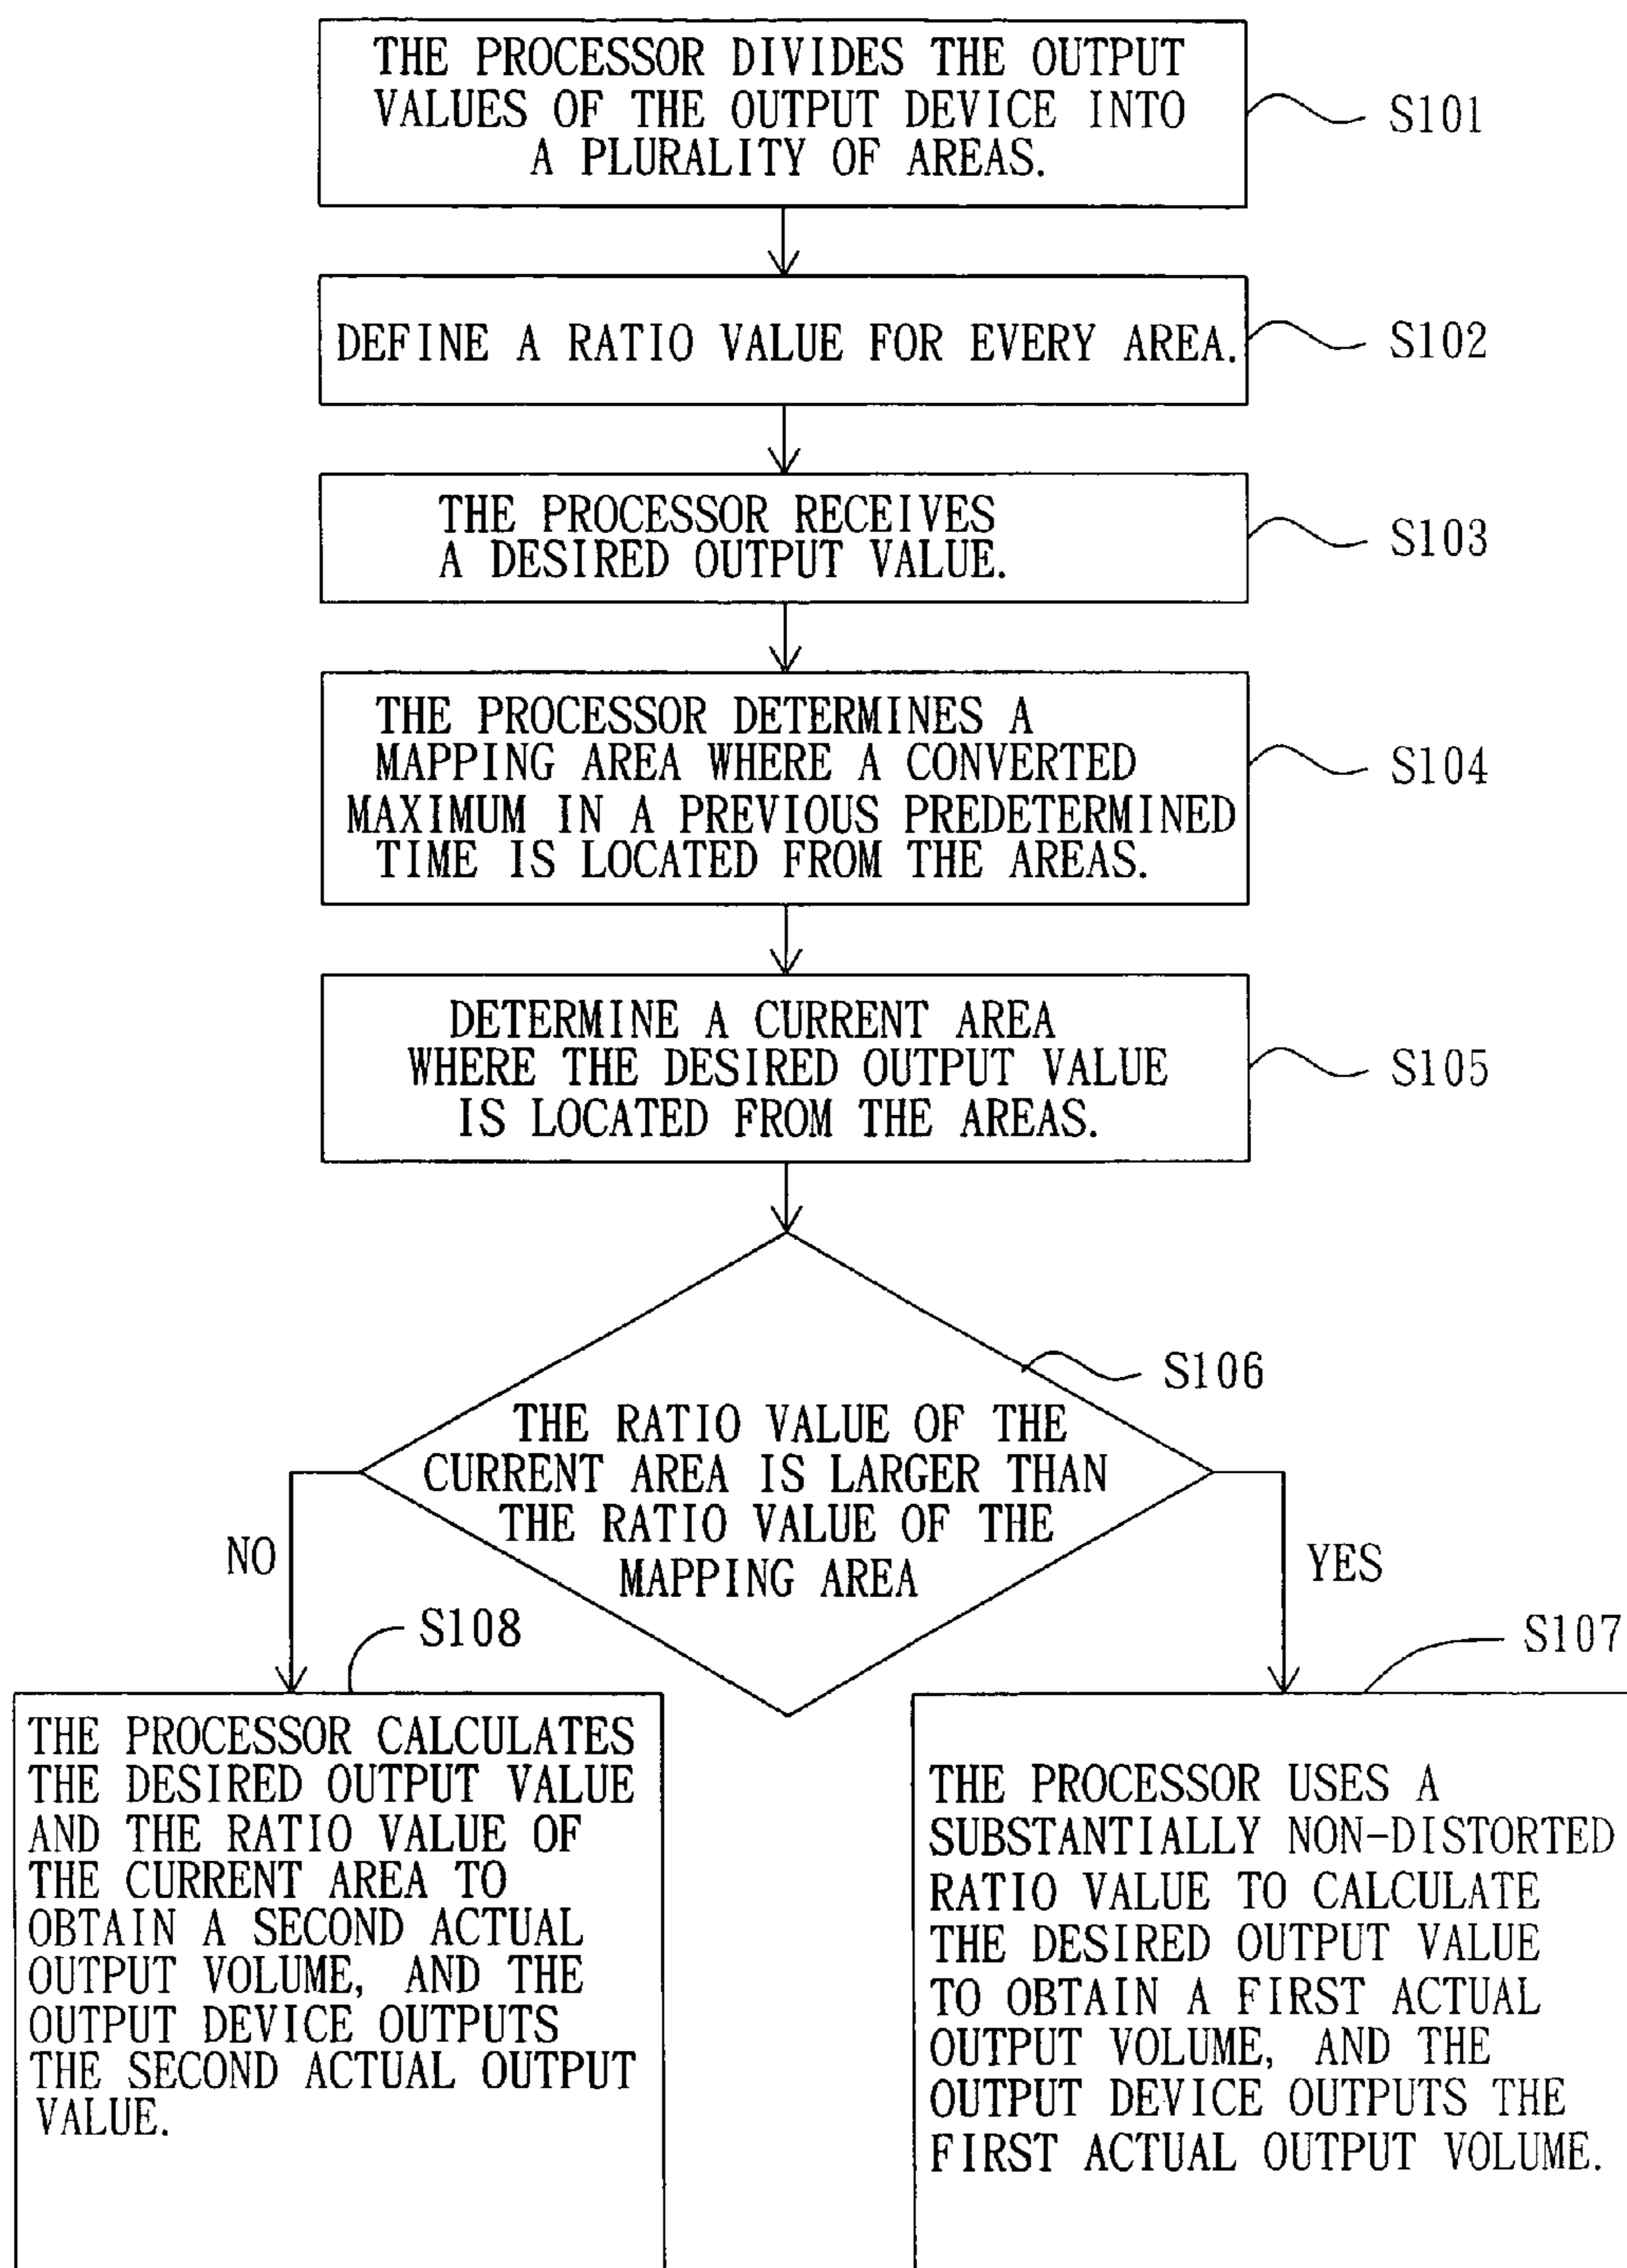 THE PROCESSOR DIVIDES THE OUTPUT
VALUES OF THE OUTPUT DEVICE INTO
A PLURALITY OF AREAS.
S101
DEFINE A RATIO VALUE FOR EVERY AREA.
S102
THE PROCESSOR RECEIVES
A DESIRED OUTPUT VALUE.
S103
THE PROCESSOR DETERMINES A
MAPPING AREA WHERE A CONVERTED
MAXIMUM IN A PREVIOUS PREDETERMINED
TIME IS LOCATED FROM THE AREAS.
S104
DETERMINE A CURRENT AREA
WHERE THE DESIRED OUTPUT VALUE
IS LOCATED FROM THE AREAS.
S105
S106
THE RATIO VALUE OF THE
CURRENT AREA IS LARGER THAN
THE RATIO VALUE OF THE
MAPPING AREA
NO
YES
S108
THE PROCESSOR CALCULATES
THE DESIRED OUTPUT VALUE
AND THE RATIO VALUE OF
THE CURRENT AREA TO
OBTAIN A SECOND ACTUAL
OUTPUT VOLUME, AND THE
OUTPUT DEVICE OUTPUTS
THE SECOND ACTUAL OUTPUT
VALUE.
S107
THE PROCESSOR USES A
SUBSTANTIALLY NON-DISTORTED
RATIO VALUE TO CALCULATE
THE DESIRED OUTPUT VALUE
TO OBTAIN A FIRST ACTUAL
OUTPUT VOLUME, AND THE
OUTPUT DEVICE OUTPUTS THE
FIRST ACTUAL OUTPUT VOLUME.